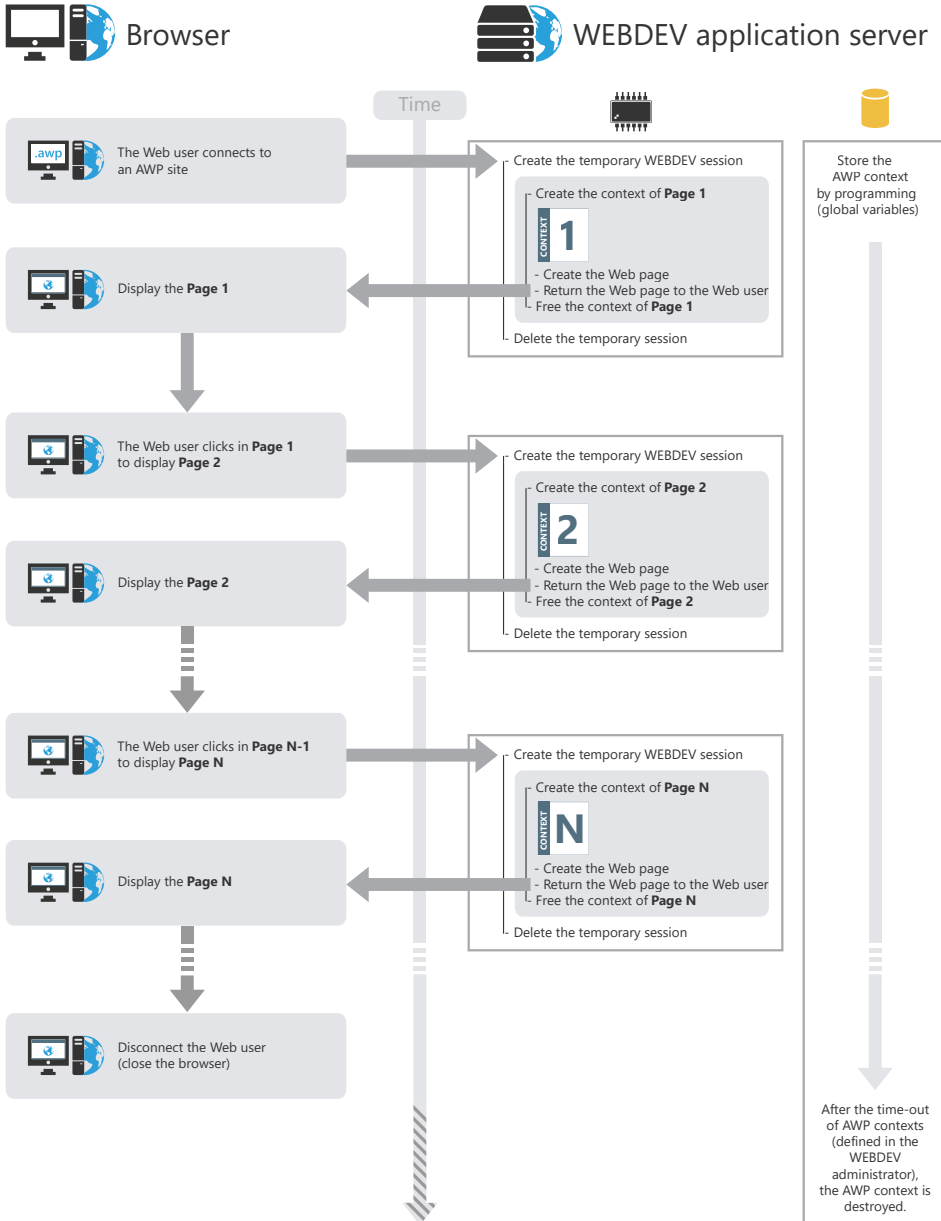 Browser
WEBDEV application server
Time
.awp
The Web user connects to
an AWP site
- Create the temporary WEBDEV session
- Create the context of Page 1
CONTEXT
1
- Create the Web page
- Return the Web page to the Web user
- Free the context of Page 1
- Delete the temporary session
Store the
AWP context
by programming
(global variables)
Display the Page 1
The Web user clicks in Page 1
to display Page 2
- Create the temporary WEBDEV session
- Create the context of Page 2
CONTEXT
2
- Create the Web page
- Return the Web page to the Web user
- Free the context of Page 2
- Delete the temporary session
Display the Page 2
The Web user clicks in Page N-1
to display Page N
- Create the temporary WEBDEV session
- Create the context of Page N
CONTEXT
N
- Create the Web page
- Return the Web page to the Web user
- Free the context of Page N
- Delete the temporary session
Display the Page N
Disconnect the Web user
(close the browser)
After the time-out
of AWP contexts
(defined in the
WEBDEV
administrator),
the AWP context is
destroyed.